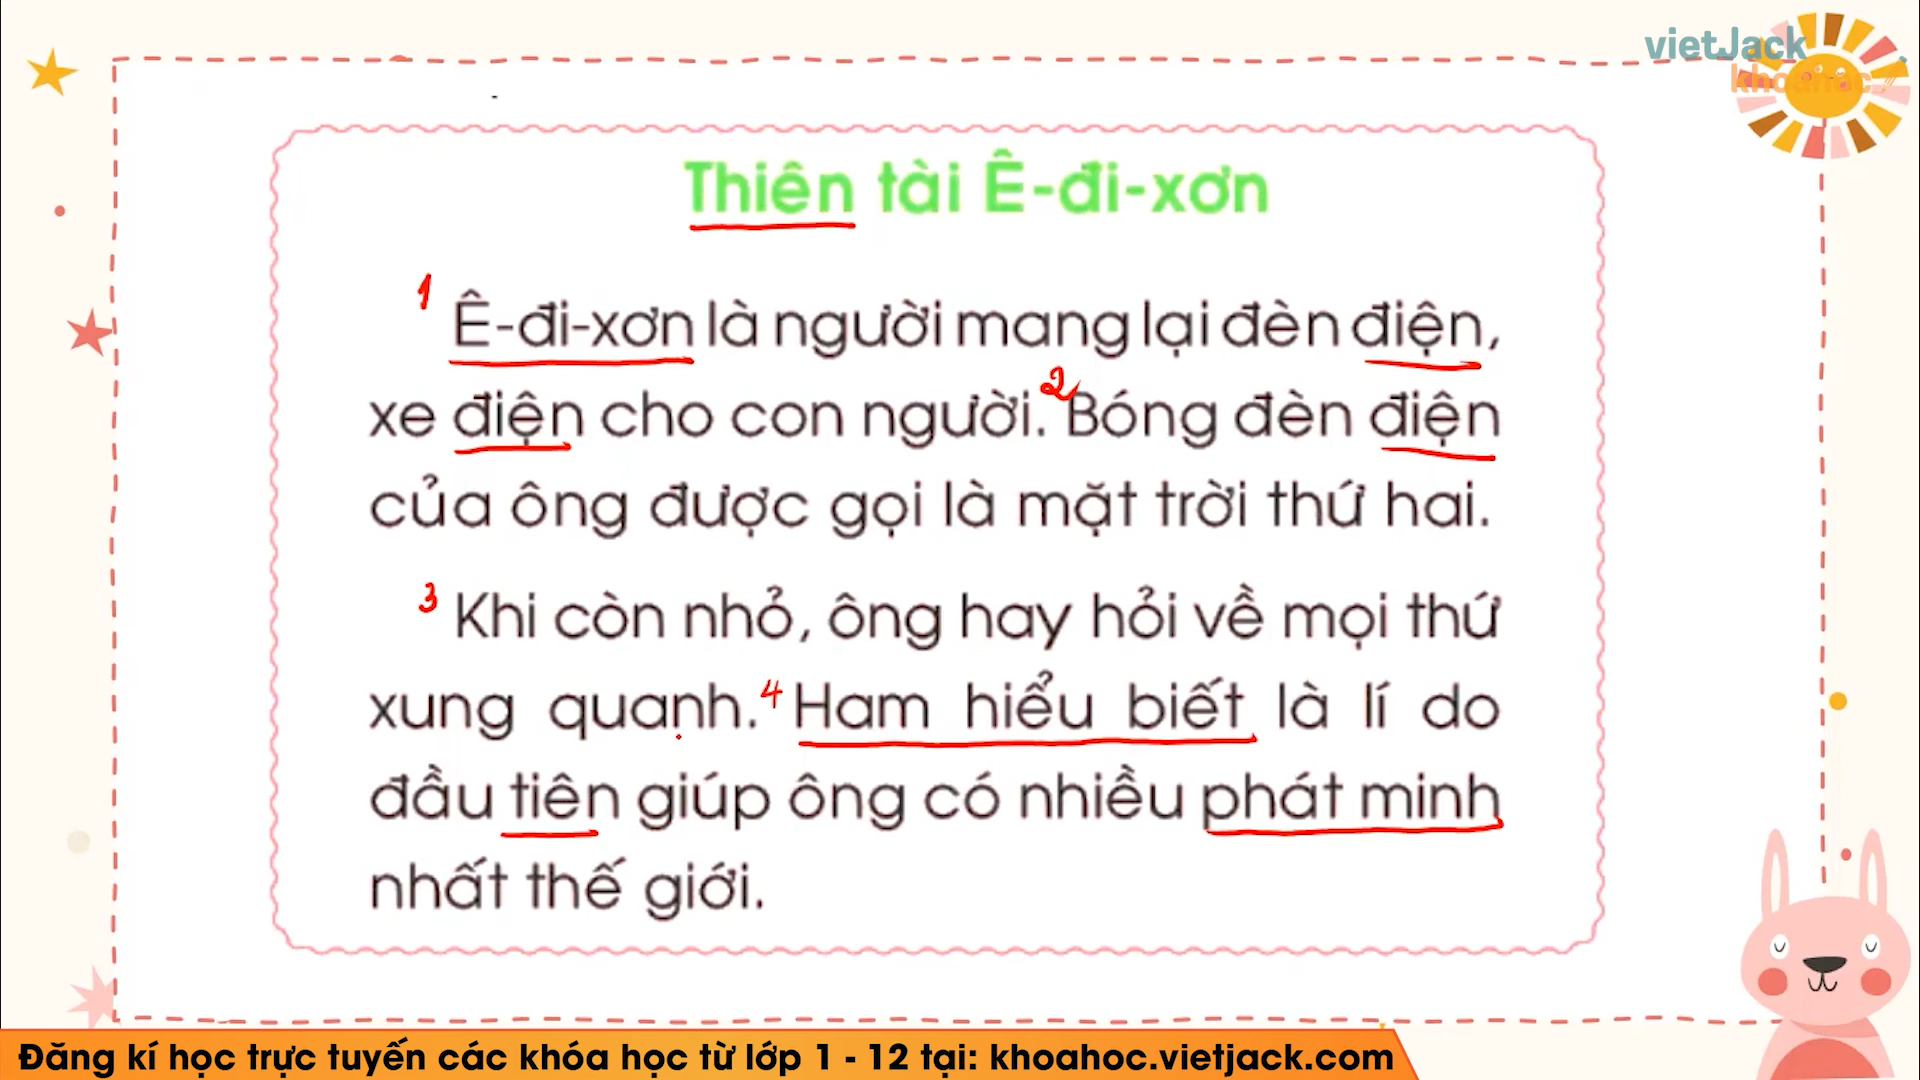 vietJack
khoahoc
Thiên tài Ê-đi-xơn
1
Ê-đi-xơn là người mang lại đèn điện,
2
xe điện cho con người. Bóng đèn điện
của ông được gọi là mặt trời thứ hai.
3
Khi còn nhỏ, ông hay hỏi về mọi thứ
xung quanh. 4 Ham hiểu biết là lí do
đầu tiên giúp ông có nhiều phát minh
nhất thế giới.
Đăng kí học trực tuyến các khóa học từ lớp 1 - 12 tại: khoahoc.vietjack.com